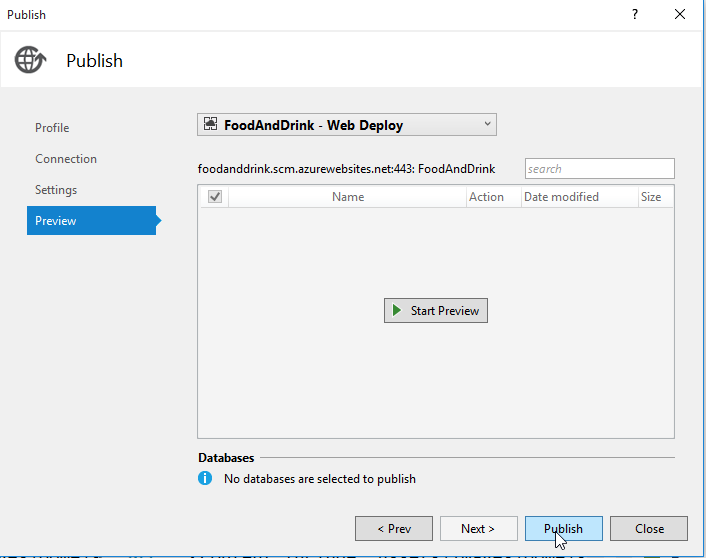 Publish
?
Publish
Profile
Connection
Settings
Preview
FoodAndDrink - Web Deploy
foodanddrink.scm.azurewebsites.net:443: FoodAndDrink
search
Name Action Date modified Size
Start Preview
Databases
No databases are selected to publish
< Prev Next > Publish Close